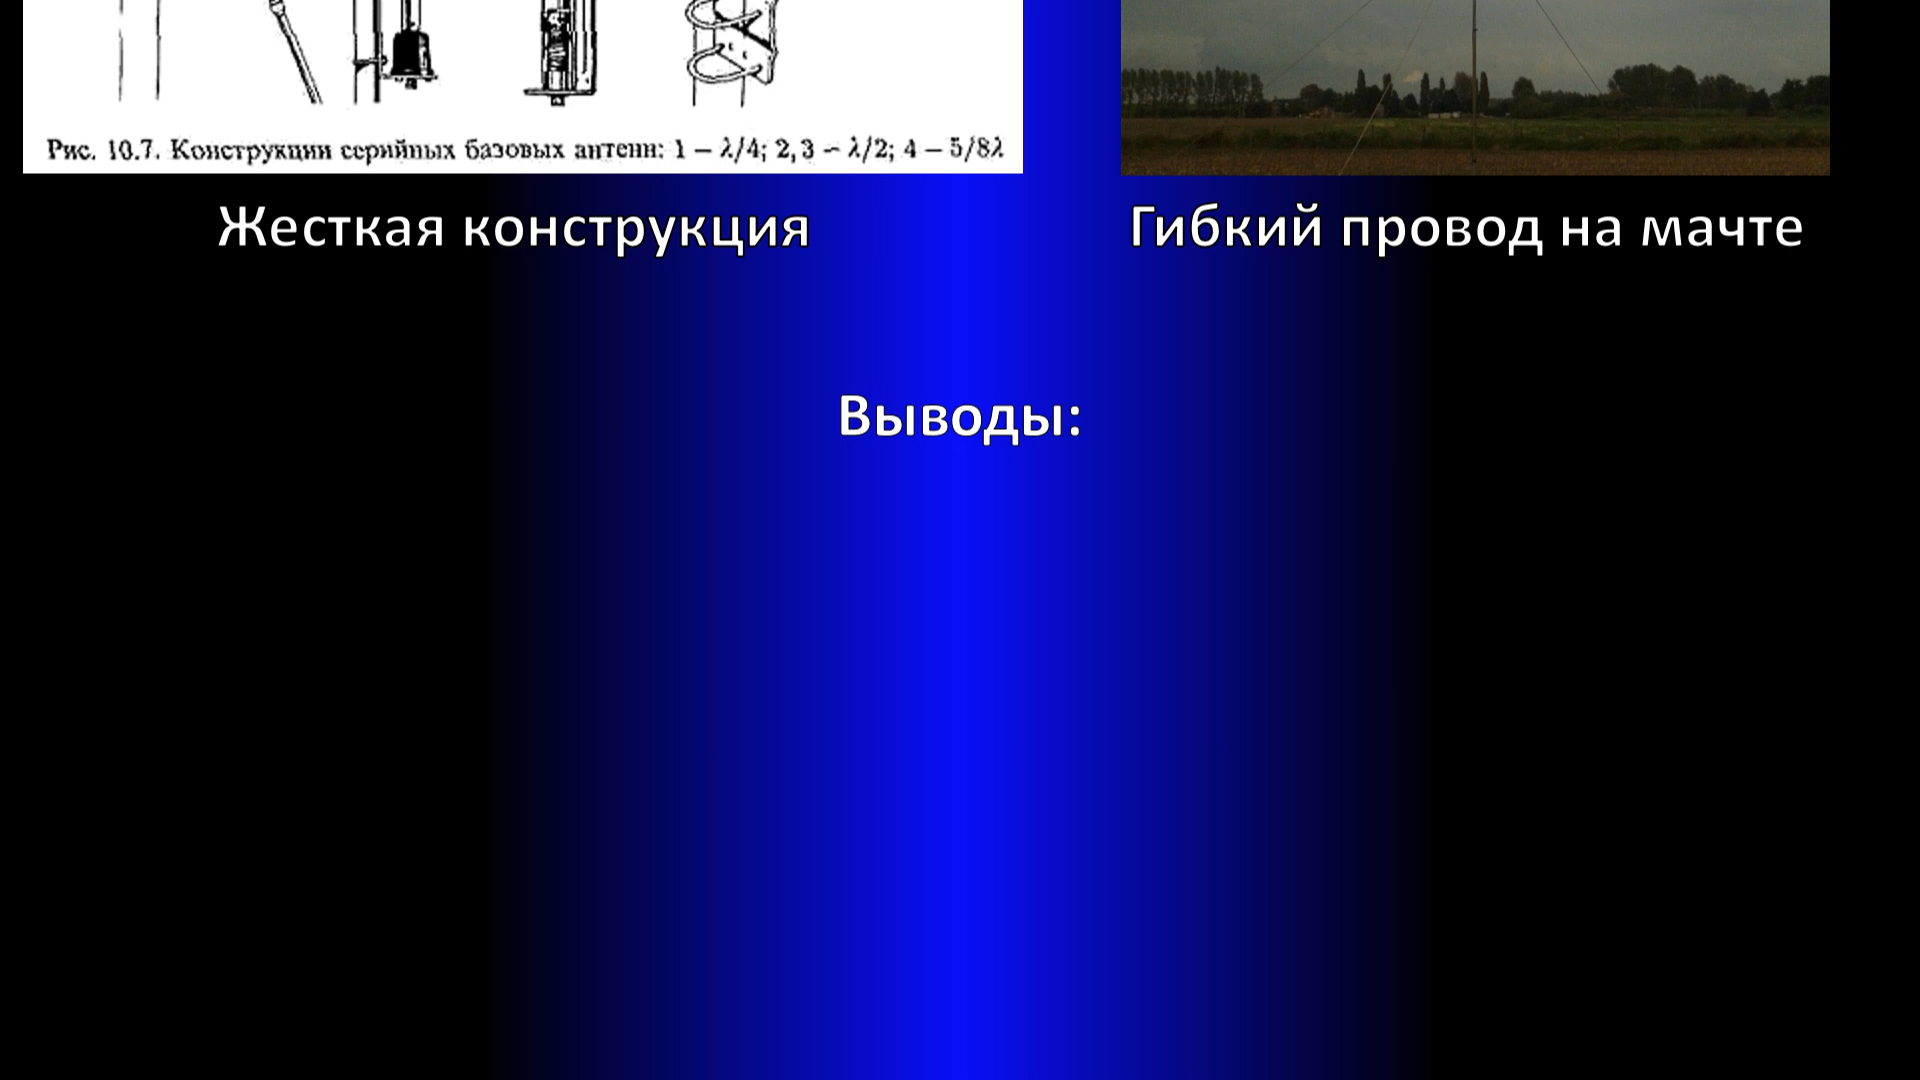 Рис. 10.7. Конструкции серийных базовых антенн: 1 – λ/4; 2, 3 – λ/2; 4 – 5/8λ
Жесткая конструкция
Гибкий провод на мачте
Выводы: